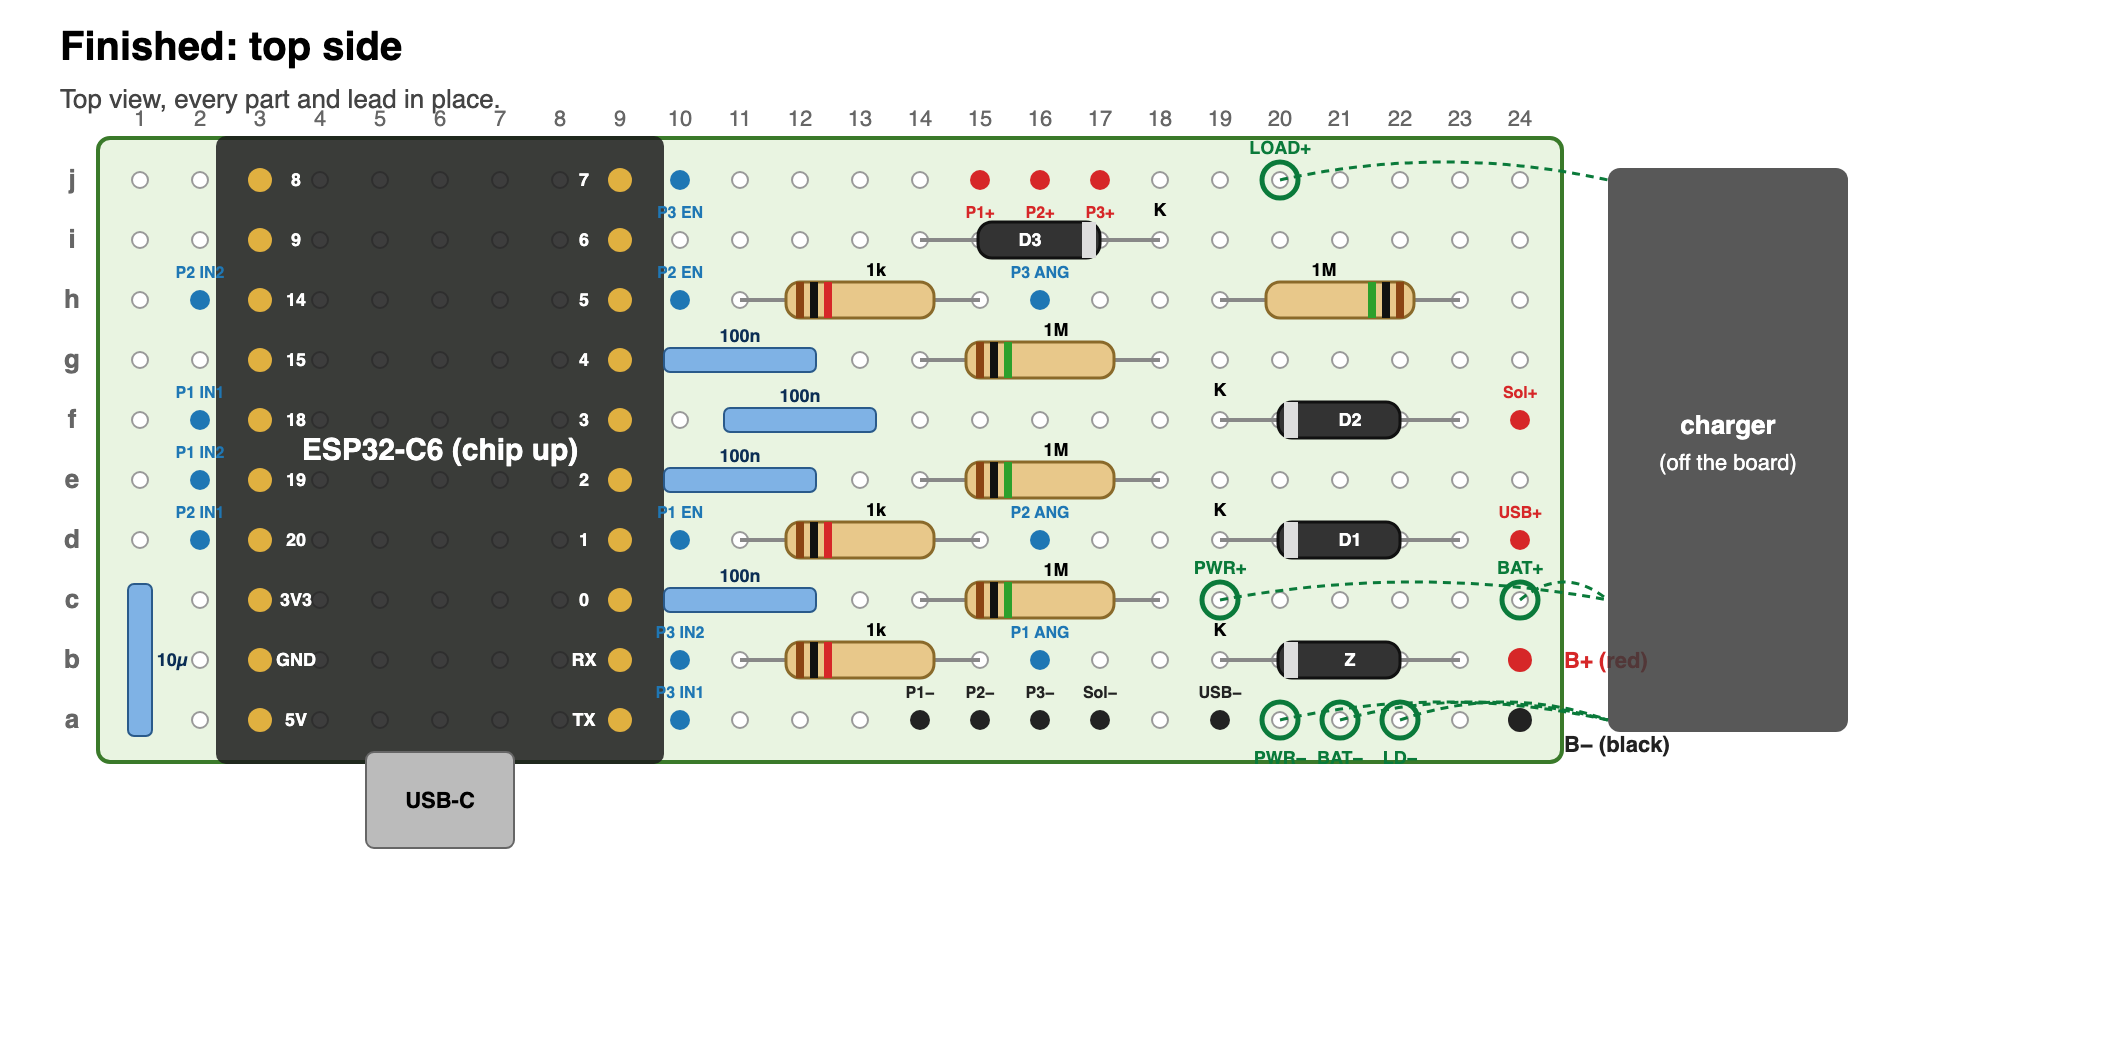 Finished: top side
Top view, every part and lead in place.
1 2 3 4 5 6 7 8 9 10 11 12 13 14 15 16 17 18 19 20 21 22 23 24
LOAD+
j 8 7
P3 EN P1+ P2+ P3+ K
i 9 6 D3
P2 IN2 P2 EN 1k P3 ANG 1M
h 14 5
100n 1M
g 15 4
P1 IN1 100n K Sol+
f 18 3 D2
ESP32-C6 (chip up)
charger
(off the board)
P1 IN2 100n 1M
e 19 2
P2 IN1 P1 EN 1k P2 ANG K USB+
d 20 1 D1
100n 1M PWR+ BAT+
c 3V3 0
P3 IN2 1k P1 ANG K
b 10µ GND RX Z B+ (red)
P3 IN1 P1− P2− P3− Sol− USB−
a 5V TX
B− (black)
PWR− BAT− LD−
USB-C